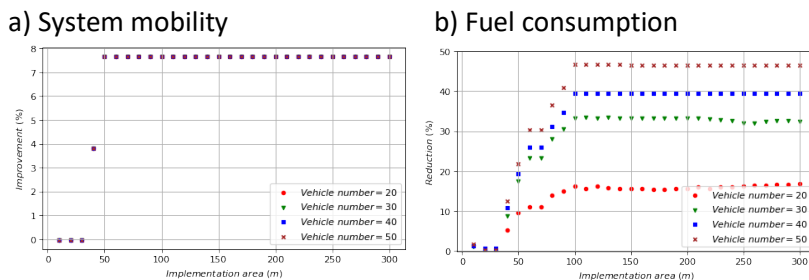 a) System mobility
b) Fuel consumption
8
7
6
5
4
3
2
1
0
Improvement (%)
0
50
100
150
200
250
300
Implementation area (m)
Vehicle number = 20
Vehicle number = 30
Vehicle number = 40
Vehicle number = 50
50
40
30
20
10
0
Reduction (%)
0
50
100
150
200
250
300
Implementation area (m)
Vehicle number = 20
Vehicle number = 30
Vehicle number = 40
Vehicle number = 50